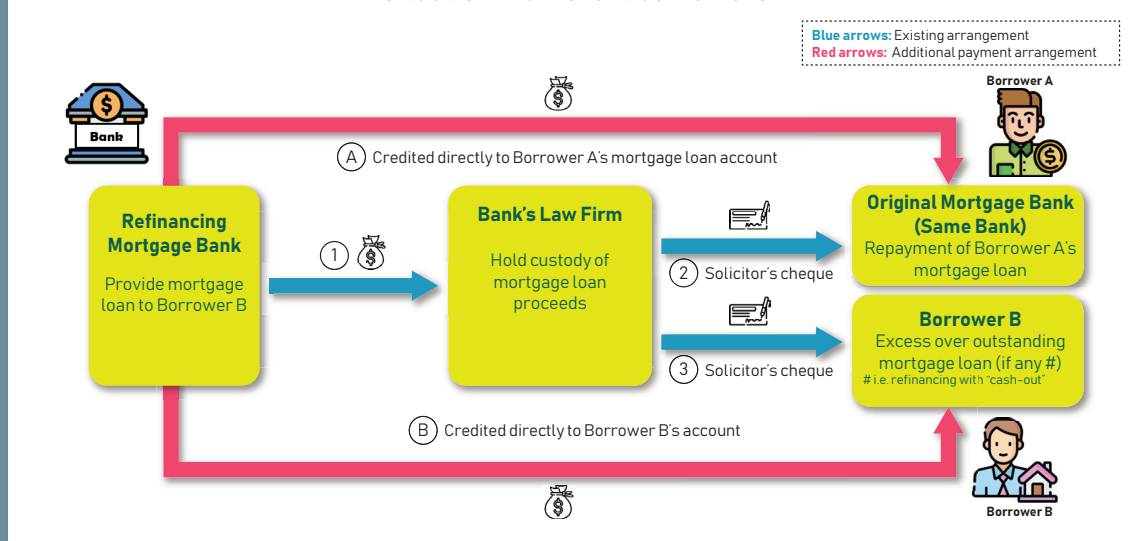 Blue arrows: Existing arrangement
Red arrows: Additional payment arrangement
Borrower A
Bank
A Credited directly to Borrower A's mortgage loan account
Refinancing
Mortgage Bank
Provide mortgage
loan to Borrower B
1
Bank's Law Firm
Hold custody of
mortgage loan
proceeds
2 Solicitor's cheque
3 Solicitor's cheque
Original Mortgage Bank
(Same Bank)
Repayment of Borrower A's
mortgage loan
Borrower B
Excess over outstanding
mortgage loan (if any #)
# i.e. refinancing with "cash-out"
B Credited directly to Borrower B's account
Borrower B